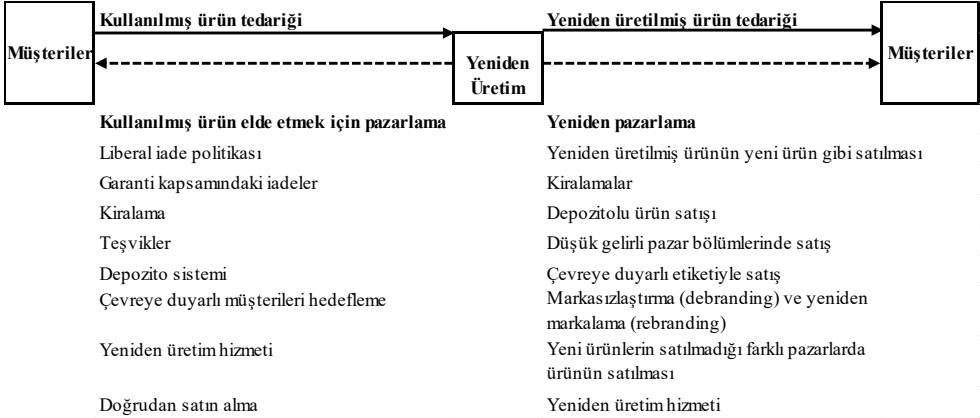 Kullanılmış ürün tedariği
Yeniden üretilmiş ürün tedariği
Müşteriler
Yeniden
Üretim
Müşteriler
Kullanılmış ürün elde etmek için pazarlama
Liberal iade politikası
Garanti kapsamındaki iadeler
Kiralama
Teşvikler
Depozito sistemi
Çevreye duyarlı müşterileri hedefleme
Yeniden üretim hizmeti
Doğrudan satın alma
Yeniden pazarlama
Yeniden üretilmiş ürünün yeni ürün gibi satılması
Kiralamalar
Depozitolu ürün satışı
Düşük gelirli pazar bölümlerinde satış
Çevreye duyarlı etiketiyle satış
Markasızlaştırma (debranding) ve yeniden
markalama (rebranding)
Yeni ürünlerin satılmadığı farklı pazarlarda
ürünün satılması
Yeniden üretim hizmeti